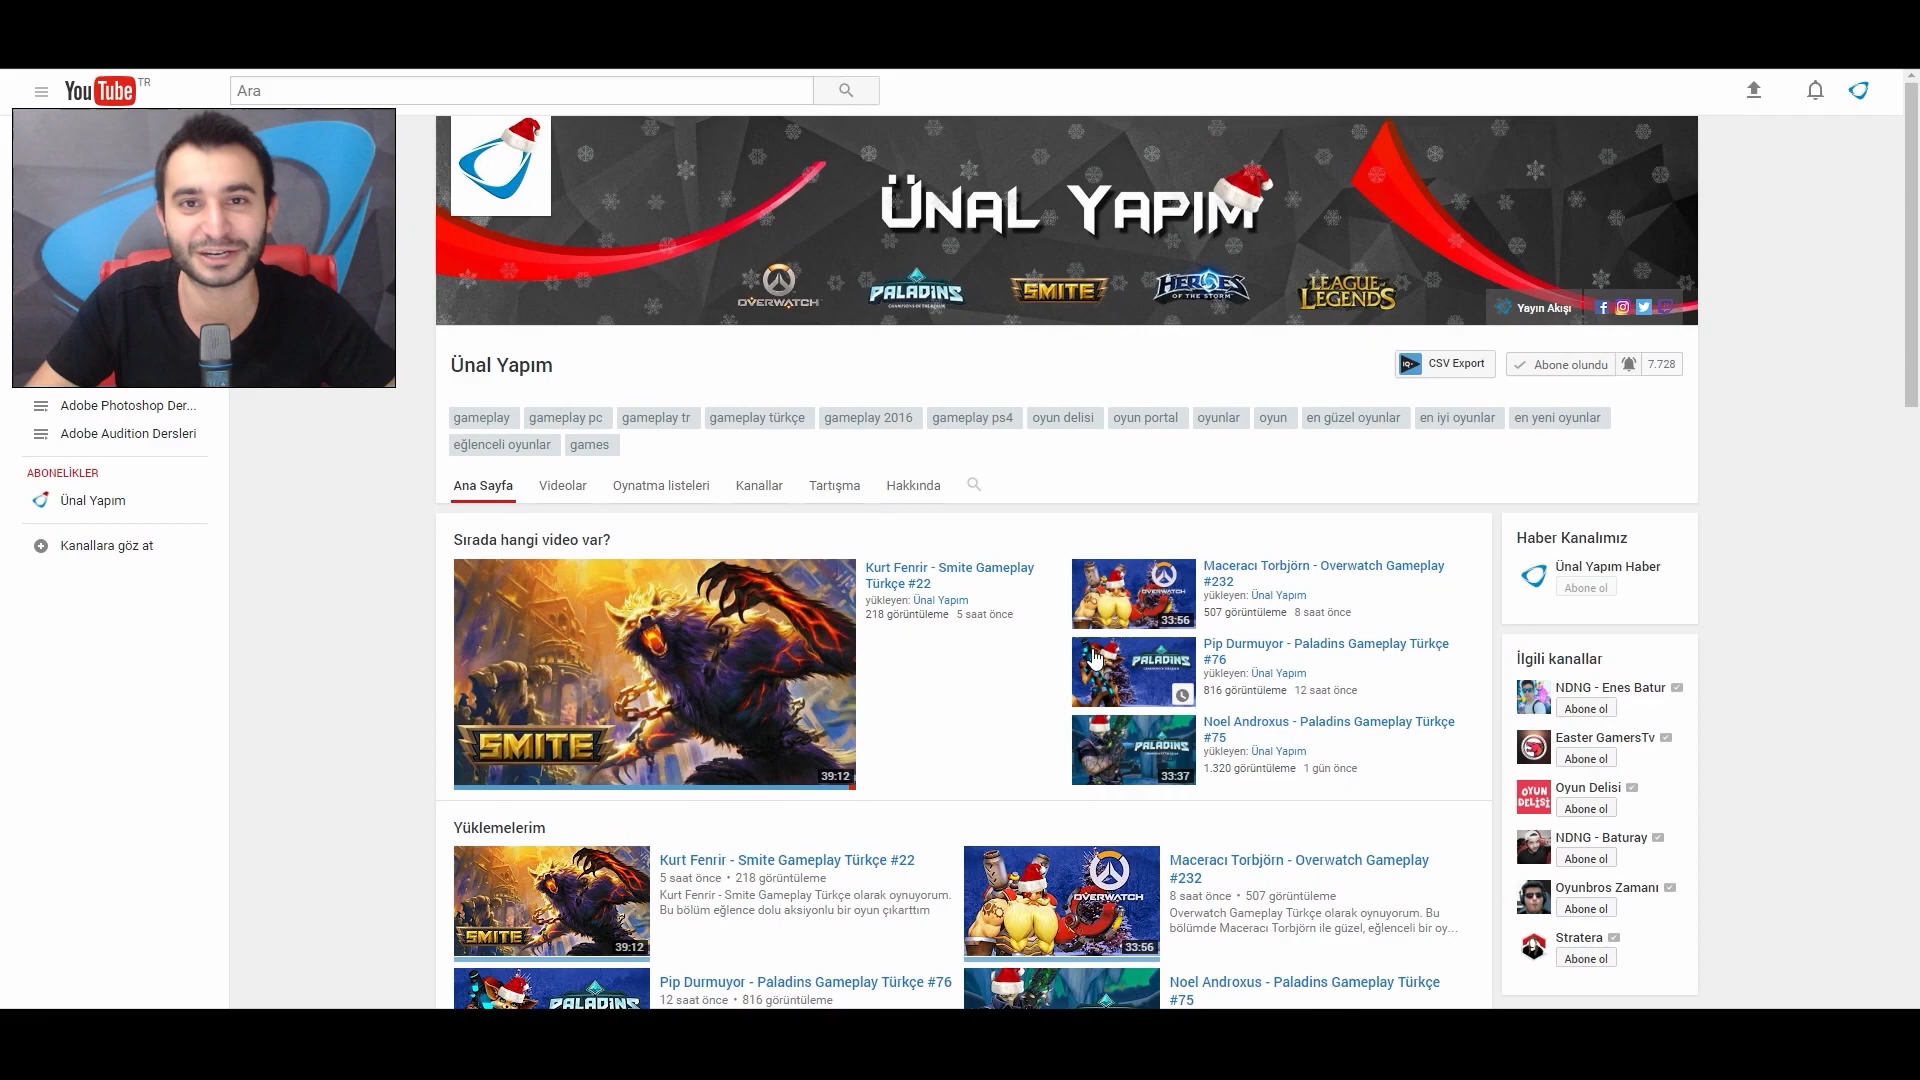 YouTube TR
Ara
ÜNAL YAPIM
OVERWATCH
PALADINS
SMITE
HEROES
OF THE STORM
LEAGUE OF LEGENDS
Yayın Akışı
Ünal Yapım
CSV Export
Abone olundu
7.728
gameplay
gameplay pc
gameplay tr
gameplay türkçe
gameplay 2016
gameplay ps4
oyun delisi
oyun portal
oyunlar
oyun
en güzel oyunlar
en iyi oyunlar
en yeni oyunlar
eğlenceli oyunlar
games
Ana Sayfa
Videolar
Oynatma listeleri
Kanallar
Tartışma
Hakkında
Adobe Photoshop Der...
Adobe Audition Dersleri
ABONELİKLER
Ünal Yapım
Kanallara göz at
Sırada hangi video var?
SMITE
39:12
Kurt Fenrir - Smite Gameplay
Türkçe #22
yükleyen: Ünal Yapım
218 görüntüleme 5 saat önce
OVERWATCH
33:56
Maceracı Torbjörn - Overwatch Gameplay
#232
yükleyen: Ünal Yapım
507 görüntüleme 8 saat önce
PALADINS
Pip Durmuyor - Paladins Gameplay Türkçe
#76
yükleyen: Ünal Yapım
816 görüntüleme 12 saat önce
PALADINS
33:37
Noel Androxus - Paladins Gameplay Türkçe
#75
yükleyen: Ünal Yapım
1.320 görüntüleme 1 gün önce
Yüklemelerim
SMITE
39:12
Kurt Fenrir - Smite Gameplay Türkçe #22
5 saat önce • 218 görüntüleme
Kurt Fenrir - Smite Gameplay Türkçe olarak oynuyorum.
Bu bölüm eğlence dolu aksiyonlu bir oyun çıkarttım
OVERWATCH
33:56
Maceracı Torbjörn - Overwatch Gameplay
#232
8 saat önce • 507 görüntüleme
Overwatch Gameplay Türkçe olarak oynuyorum. Bu
bölümde Maceracı Torbjörn ile güzel, eğlenceli bir oy...
PALADINS
Pip Durmuyor - Paladins Gameplay Türkçe #76
12 saat önce • 816 görüntüleme
Noel Androxus - Paladins Gameplay Türkçe
#75
Haber Kanalımız
Ünal Yapım Haber
Abone ol
İlgili kanallar
NDNG - Enes Batur
Abone ol
Easter GamersTv
Abone ol
OYUN
DELİSİ
Oyun Delisi
Abone ol
NDNG - Baturay
Abone ol
Oyunbros Zamanı
Abone ol
Stratera
Abone ol